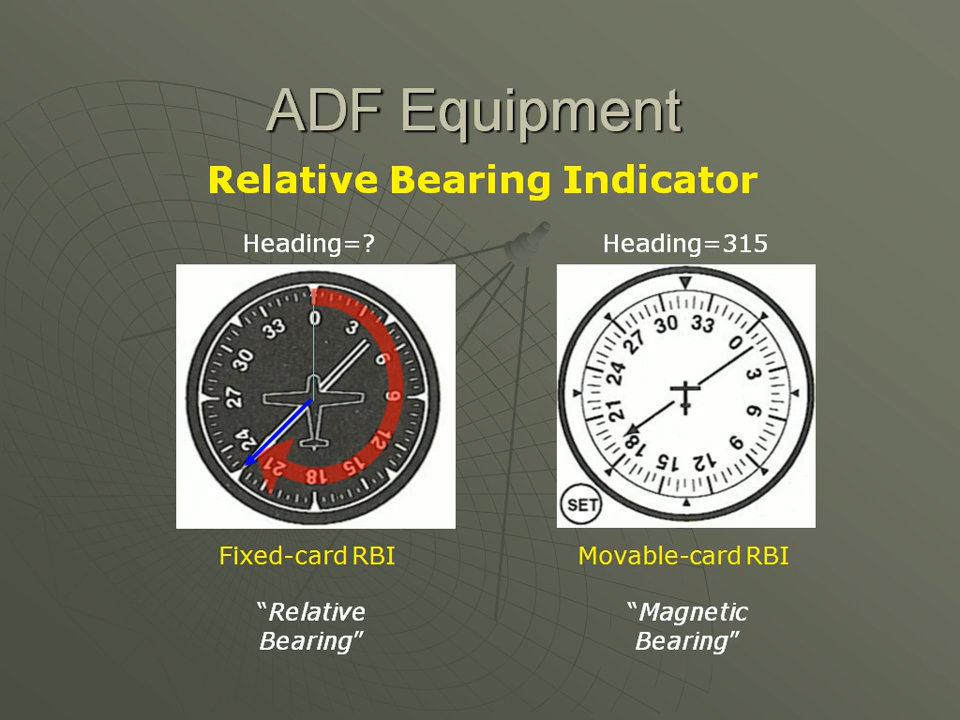 ADF Equipment
Relative Bearing Indicator
Heading=?
Heading=315
0
3
6
9
12
15
18
21
24
27
30
33
0
3
6
9
12
15
18
21
24
27
30
33
SET
Fixed-card RBI
Movable-card RBI
“Relative
Bearing”
“Magnetic
Bearing”